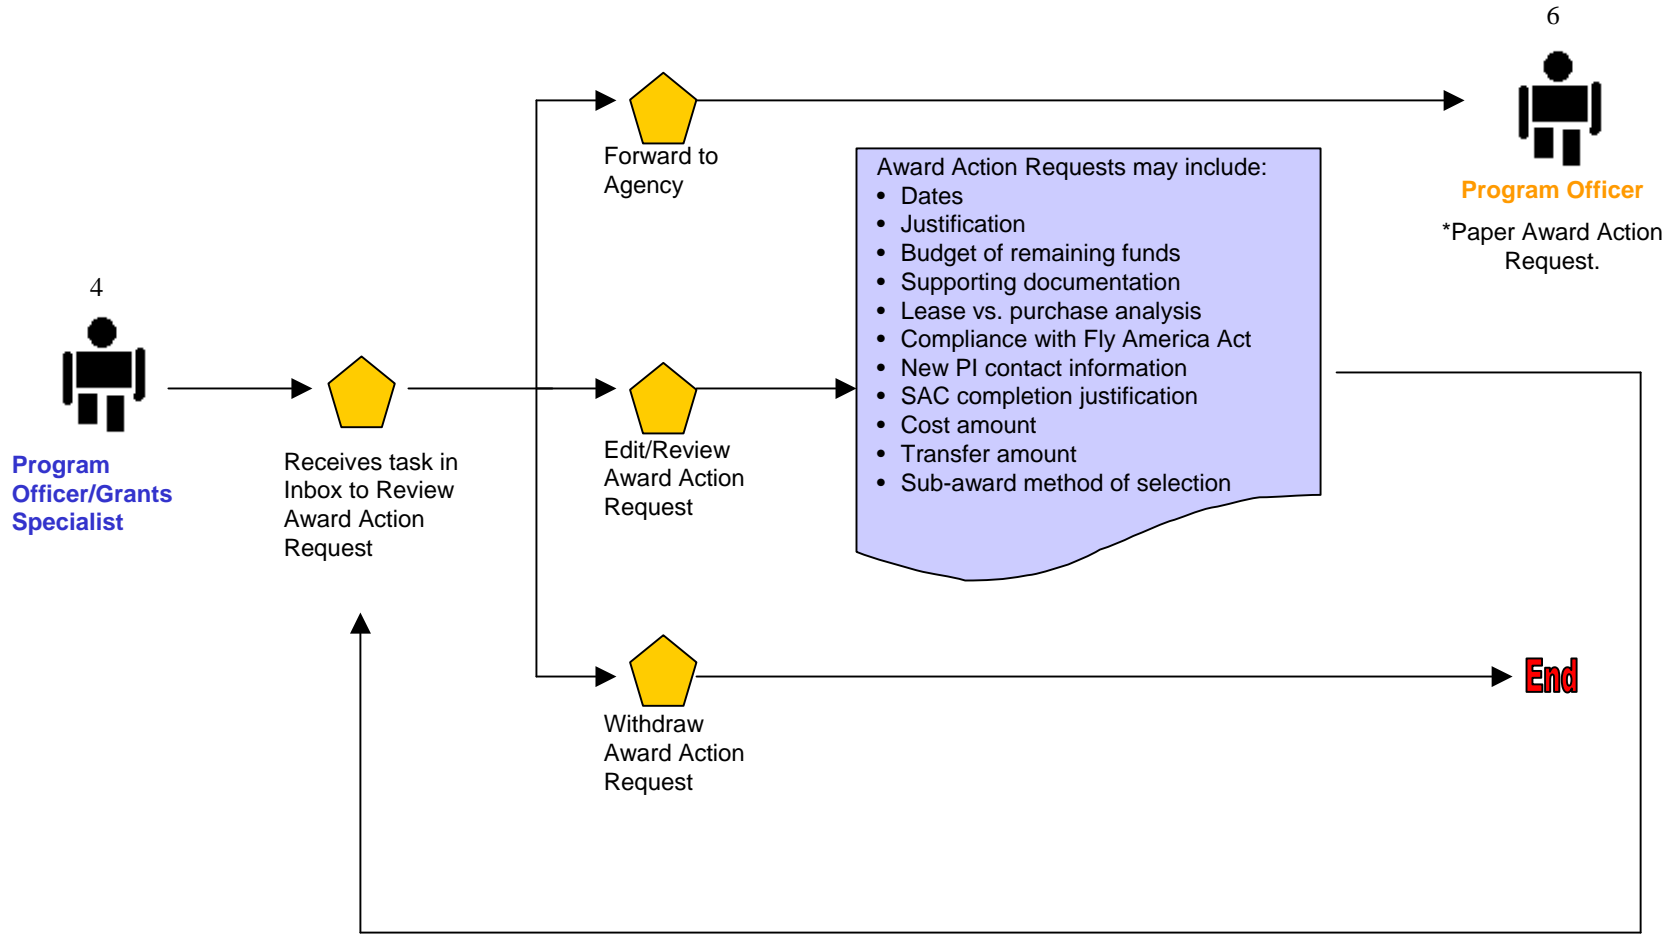 6
Forward to
Agency
Award Action Requests may include:
• Dates
• Justification
• Budget of remaining funds
• Supporting documentation
• Lease vs. purchase analysis
• Compliance with Fly America Act
• New PI contact information
• SAC completion justification
• Cost amount
• Transfer amount
• Sub-award method of selection
Program Officer
*Paper Award Action
Request.
4
Program
Officer/Grants
Specialist
Receives task in
Inbox to Review
Award Action
Request
Edit/Review
Award Action
Request
Withdraw
Award Action
Request
End